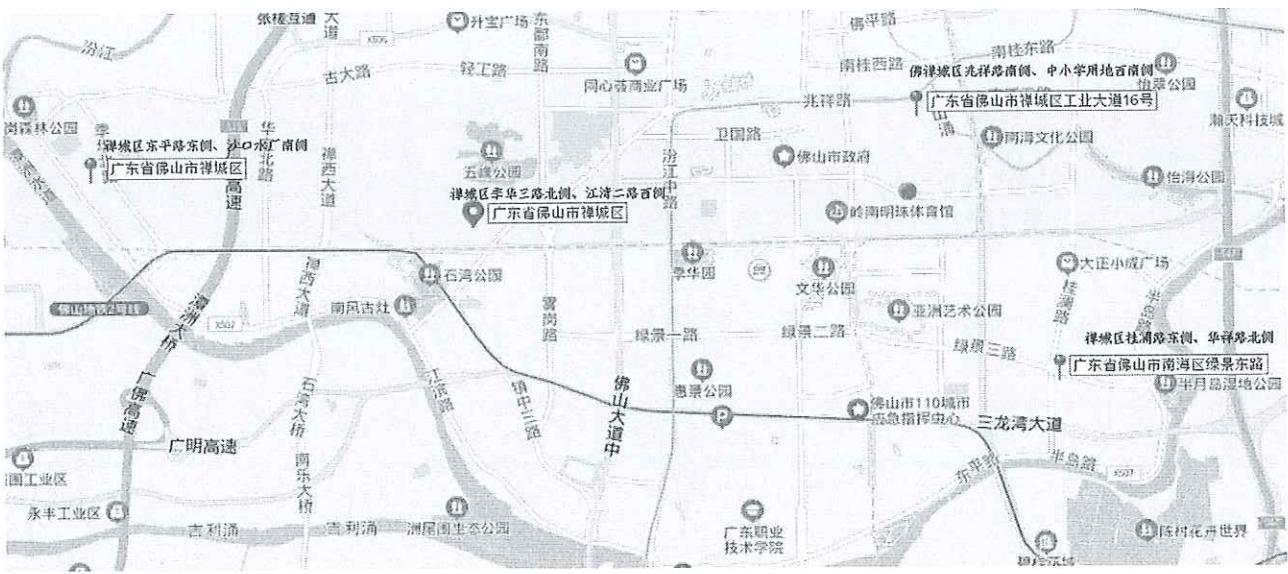 张槎互通
大道
升宝广场
东鄱南路
佛平路
汾江
X505
古大路
轻工路
同心荟商业广场
南桂西路
南桂东路
佛禅城区兆祥路南侧、中小学用地西南侧
怡翠公园
兆祥路
广东省佛山市禅城区工业大道16号
瀚天科技城
岗森林公园
卫国路
南海文化公园
禅城区东平路东侧、沙口水厂南侧
广东省佛山市禅城区
高速
禅西大道
五峰公园
汾江中路
佛山市政府
怡海公园
禅城区季华三路北侧、江湾二路西侧
广东省佛山市禅城区
岭南明珠体育馆
石湾公园
季华园
文华公园
大正小成广场
佛山地铁2号线
X502
禅西大道
南风古灶
雾岗路
桂澜路
亚洲艺术公园
绿景一路
绿景二路
绿景三路
禅城区桂澜路东侧、华祥路北侧
广东省佛山市南海区绿景东路
半月岛湿地公园
广佛高速
石湾大桥
镇中三路
佛山大道中
惠景公园
佛山市110城市
应急指挥中心
三龙湾大道
广明高速
南乐大桥
东平路
半岛路
X507
围工业区
永丰工业区
吉利涌
吉利涌
洲尾围生态公园
广东职业
技术学院
陈村花卉世界
碧桂花城